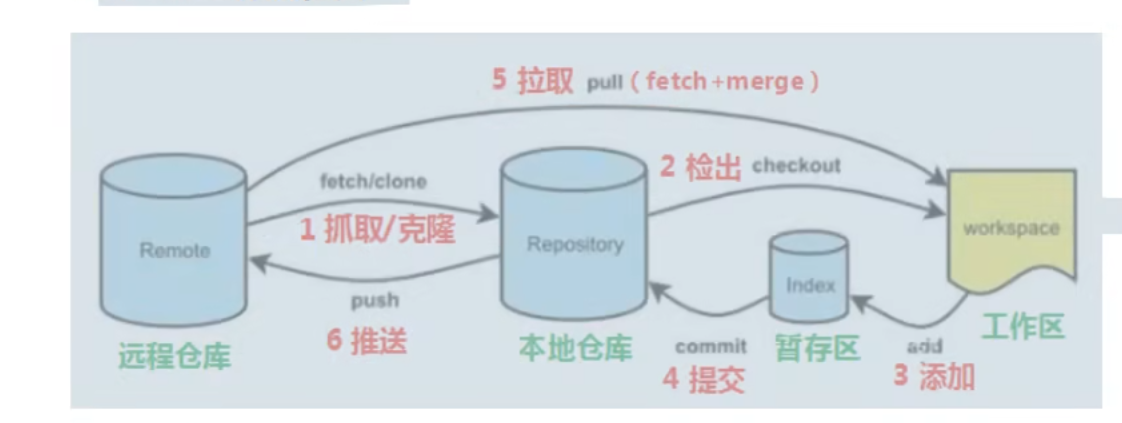 5 拉取 pull ( fetch+merge )
fetch/clone
1 抓取/克隆
2 检出 checkout
Remote
Repository
workspace
Index
push
6 推送
远程仓库
本地仓库
commit
4 提交
暂存区
add
3 添加
工作区